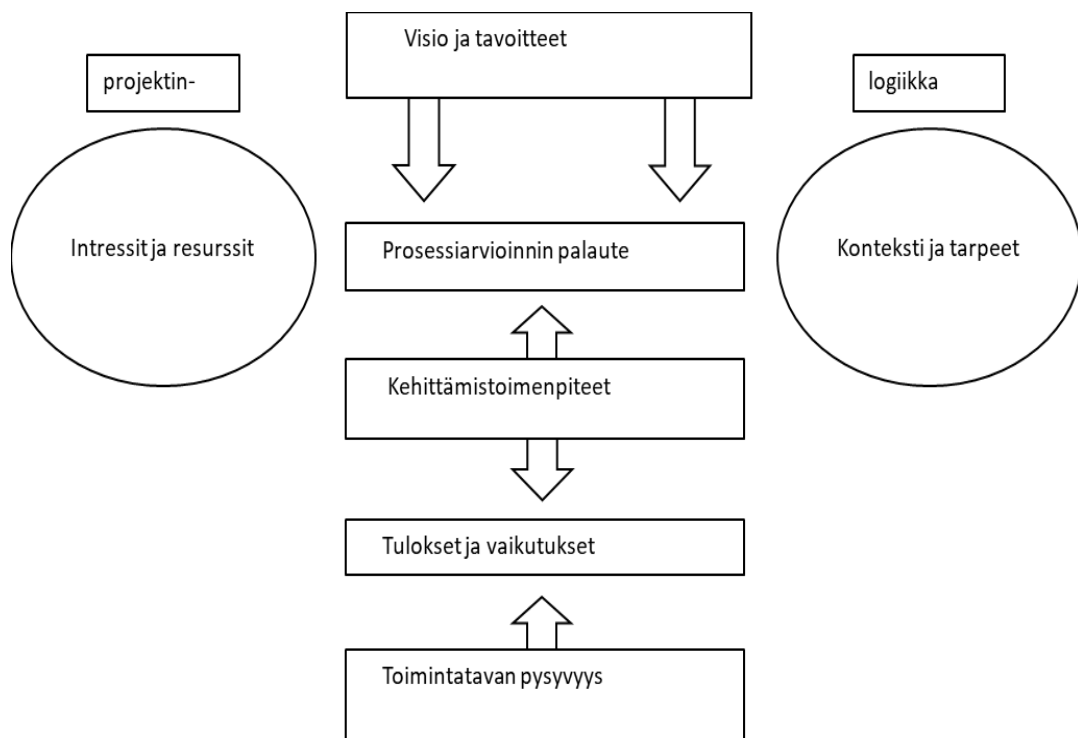 Visio ja tavoitteet
projektin-
logiikka
Intressit ja resurssit
Prosessiarvioinnin palaute
Konteksti ja tarpeet
Kehittämistoimenpiteet
Tulokset ja vaikutukset
Toimintatavan pysyvyys